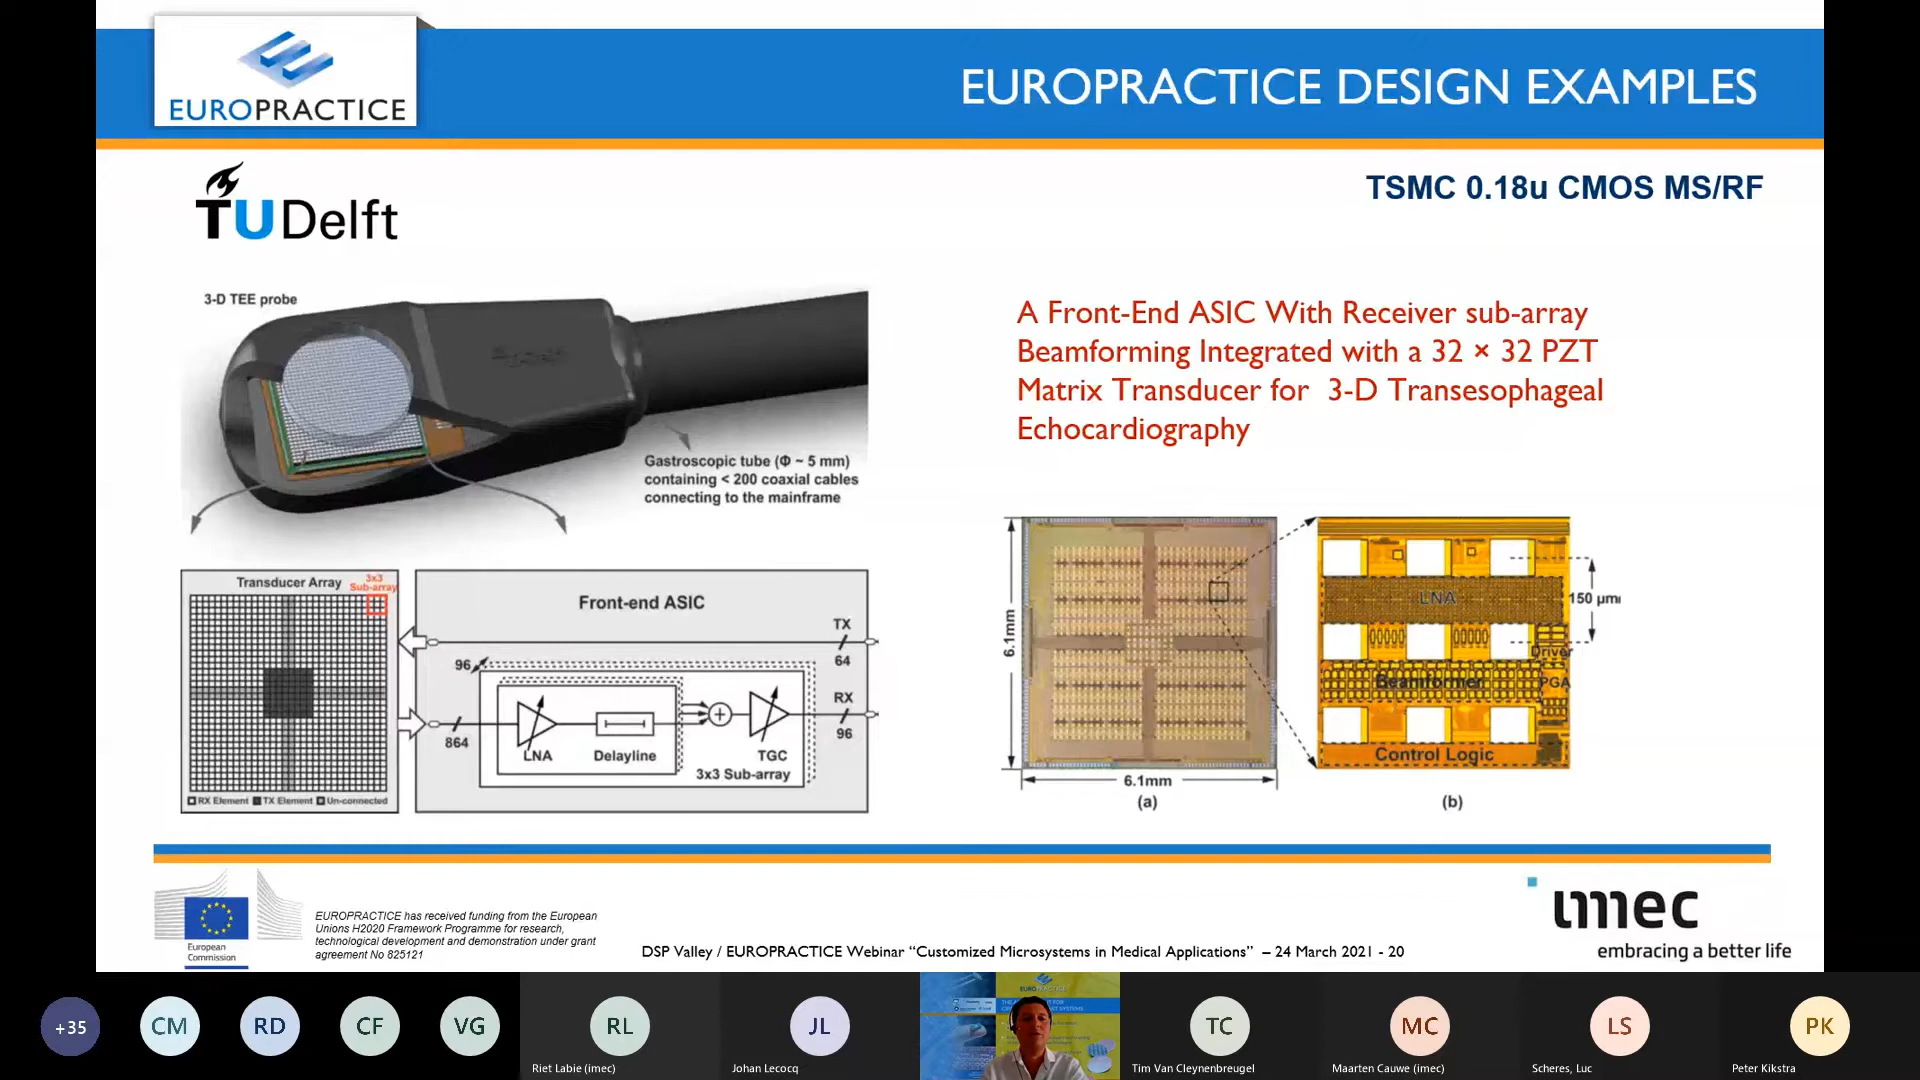 EUROPRACTICE
EUROPRACTICE DESIGN EXAMPLES
TU Delft
TSMC 0.18u CMOS MS/RF
3-D TEE probe
Gastroscopic tube (Φ ~ 5 mm)
containing < 200 coaxial cables
connecting to the mainframe
A Front-End ASIC With Receiver sub-array
Beamforming Integrated with a 32 × 32 PZT
Matrix Transducer for 3-D Transesophageal
Echocardiography
Transducer Array
3x3
Sub-array
RX Element TX Element Un-connected
Front-end ASIC
TX
64
96
RX
96
864
LNA
Delayline
TGC
3x3 Sub-array
6.1mm
6.1mm
(a)
LNA
150 μm
Driver
Beamformer
PGA
Control Logic
(b)
European
Commission
EUROPRACTICE has received funding from the European
Unions H2020 Framework Programme for research,
technological development and demonstration under grant
agreement No 825121
DSP Valley / EUROPRACTICE Webinar “Customized Microsystems in Medical Applications” – 24 March 2021 - 20
imec
embracing a better life
+35
CM
RD
CF
VG
RL
Riet Labie (imec)
JL
Johan Lecocq
EUROPRACTICE
TC
Tim Van Cleynenbreugel
MC
Maarten Cauwe (imec)
LS
Scheres, Luc
PK
Peter Kikstra